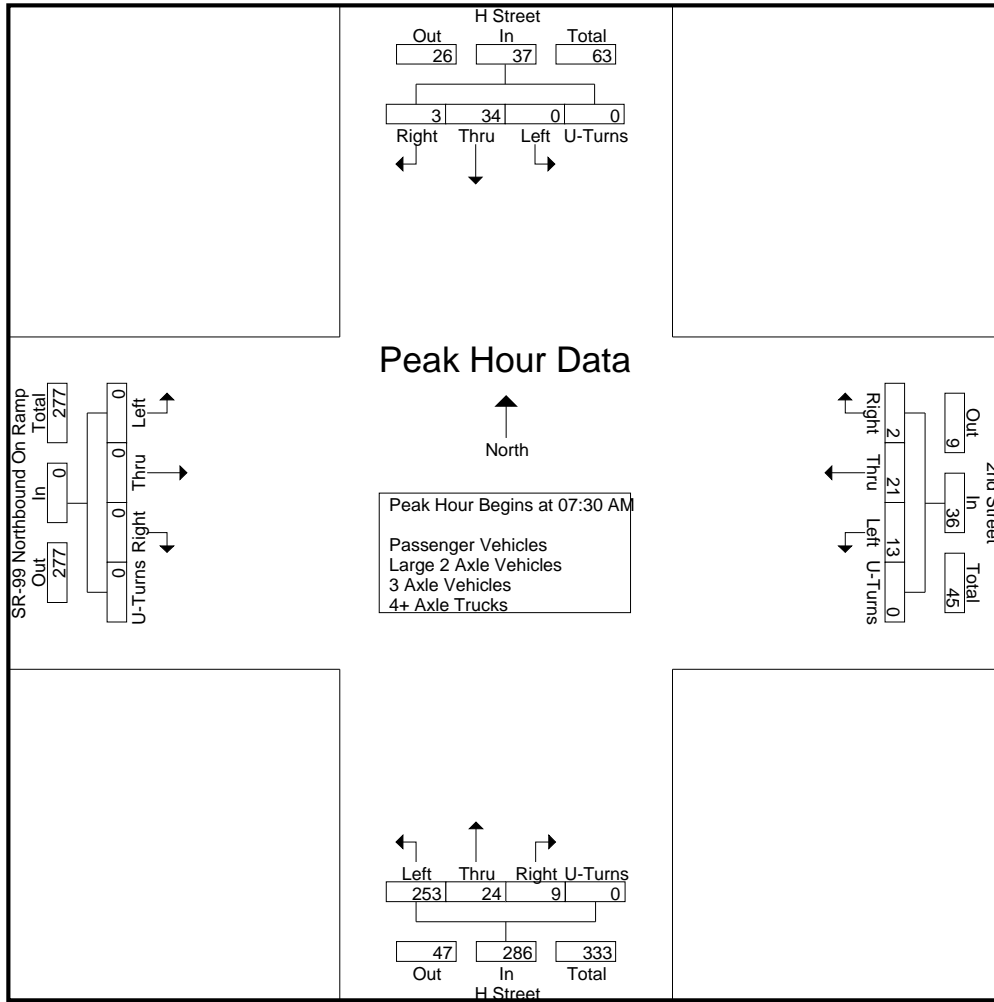 H Street
Out In Total
26 37 63
3 34 0 0
Right Thru Left U-Turns
Peak Hour Data
North
Peak Hour Begins at 07:30 AM
Passenger Vehicles
Large 2 Axle Vehicles
3 Axle Vehicles
4+ Axle Trucks
SR-99 Northbound On Ramp
Out In Total
277 0 277
0 0 0 0
U-Turns Right Thru Left
2nd Street
Out In Total
9 36 45
2 21 13 0
Right Thru Left U-Turns
Left Thru Right U-Turns
253 24 9 0
47 286 333
Out In Total
H Street